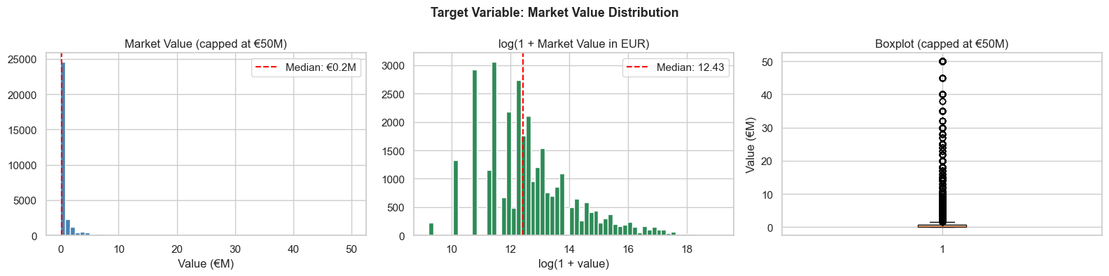 Target Variable: Market Value Distribution
Market Value (capped at €50M)
25000
20000
15000
10000
5000
0
Median: €0.2M
0 10 20 30 40 50
Value (€M)
log(1 + Market Value in EUR)
3000
2500
2000
1500
1000
500
0
Median: 12.43
10 12 14 16 18
log(1 + value)
Boxplot (capped at €50M)
Value (€M)
50
40
30
20
10
0
1